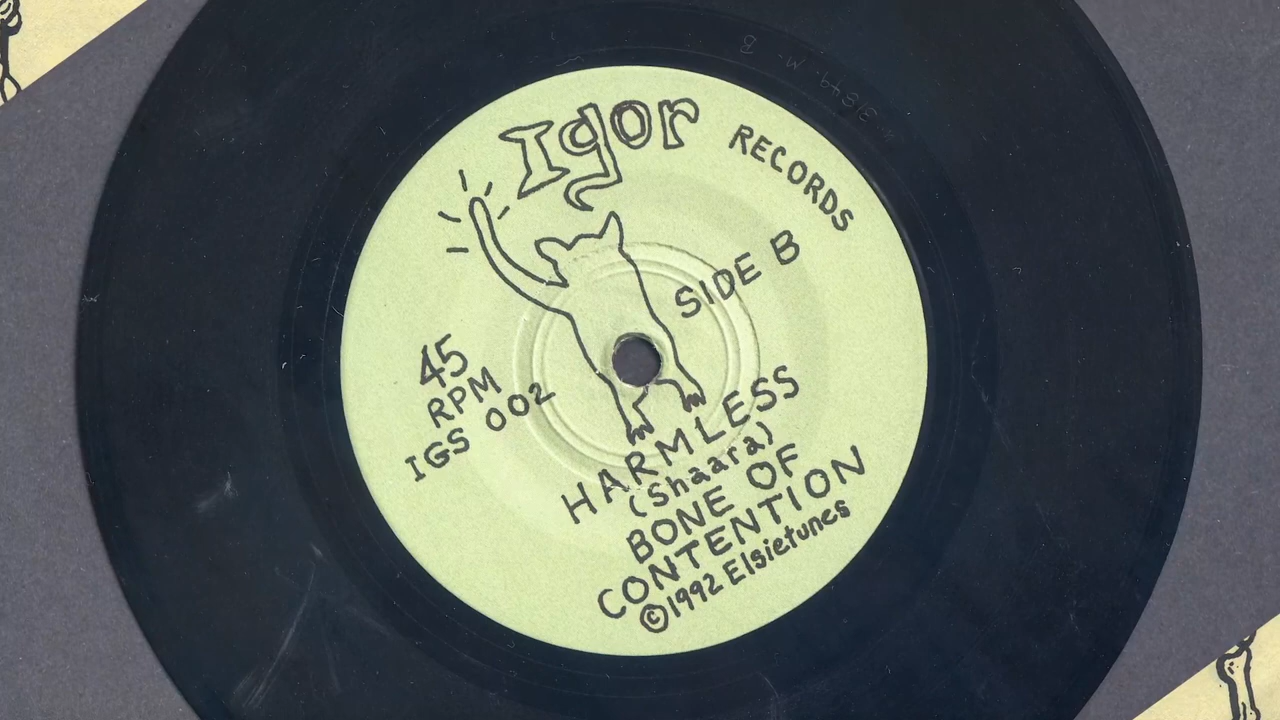 Igor
RECORDS
SIDE B
45
RPM
IGS 002
HARMLESS
(Shaara)
BONE OF
CONTENTION
©1992 Elsietunes